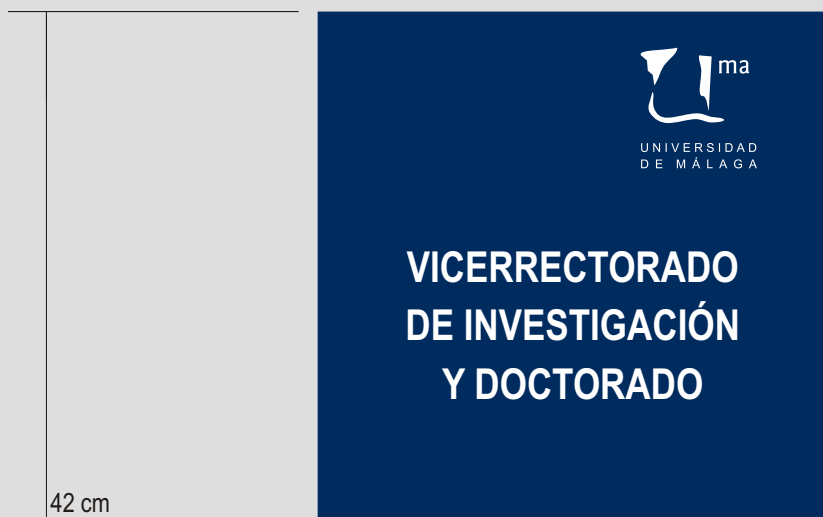 ma
UNIVERSIDAD
DE MÁLAGA
VICERRECTORADO
DE INVESTIGACIÓN
Y DOCTORADO
42 cm